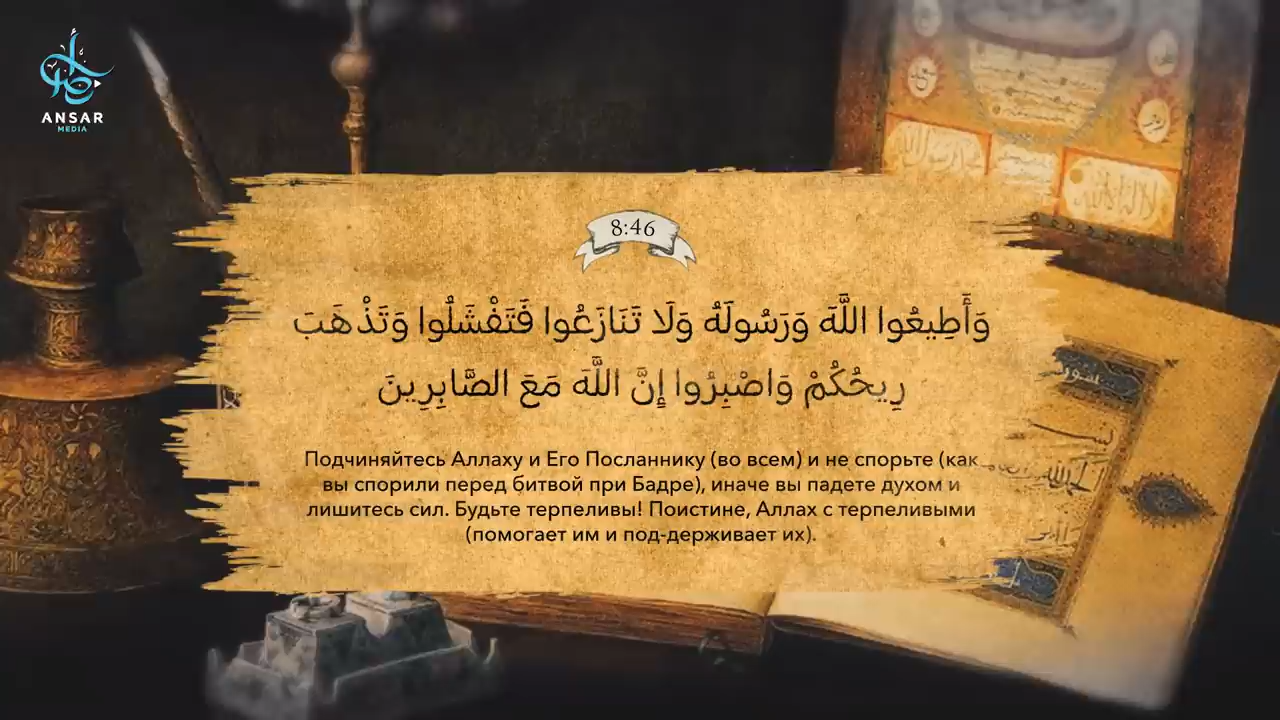 ANSAR
MEDIA
8:46
وَأَطِيعُوا اللَّهَ وَرَسُولَهُ وَلَا تَنَازَعُوا فَتَفْشَلُوا وَتَذْهَبَ
رِيحُكُمْ وَاصْبِرُوا إِنَّ اللَّهَ مَعَ الصَّابِرِينَ
Подчиняйтесь Аллаху и Его Посланнику (во всем) и не спорьте (как
вы спорили перед битвой при Бадре), иначе вы падете духом и
лишитесь сил. Будьте терпеливы! Поистине, Аллах с терпеливыми
(помогает им и под-держивает их).